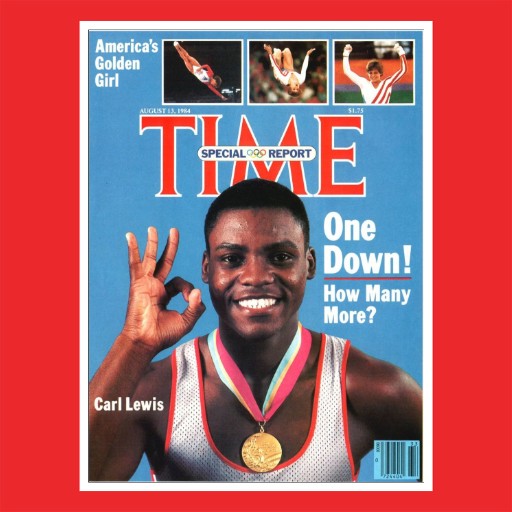 America's
Golden
Girl
AUGUST 13, 1984
$1.75
TIME
SPECIAL REPORT
One
Down!
How Many
More?
Carl Lewis